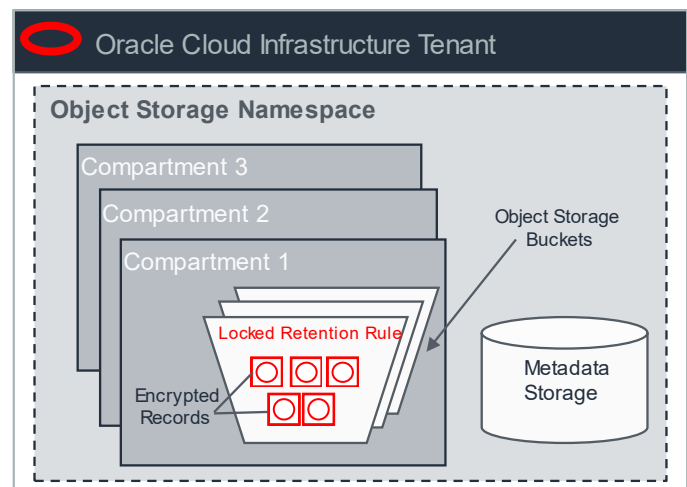 Oracle Cloud Infrastructure Tenant
Object Storage Namespace
Compartment 3
Compartment 2
Compartment 1
Object Storage
Buckets
Locked Retention Rule
Encrypted
Records
Metadata
Storage